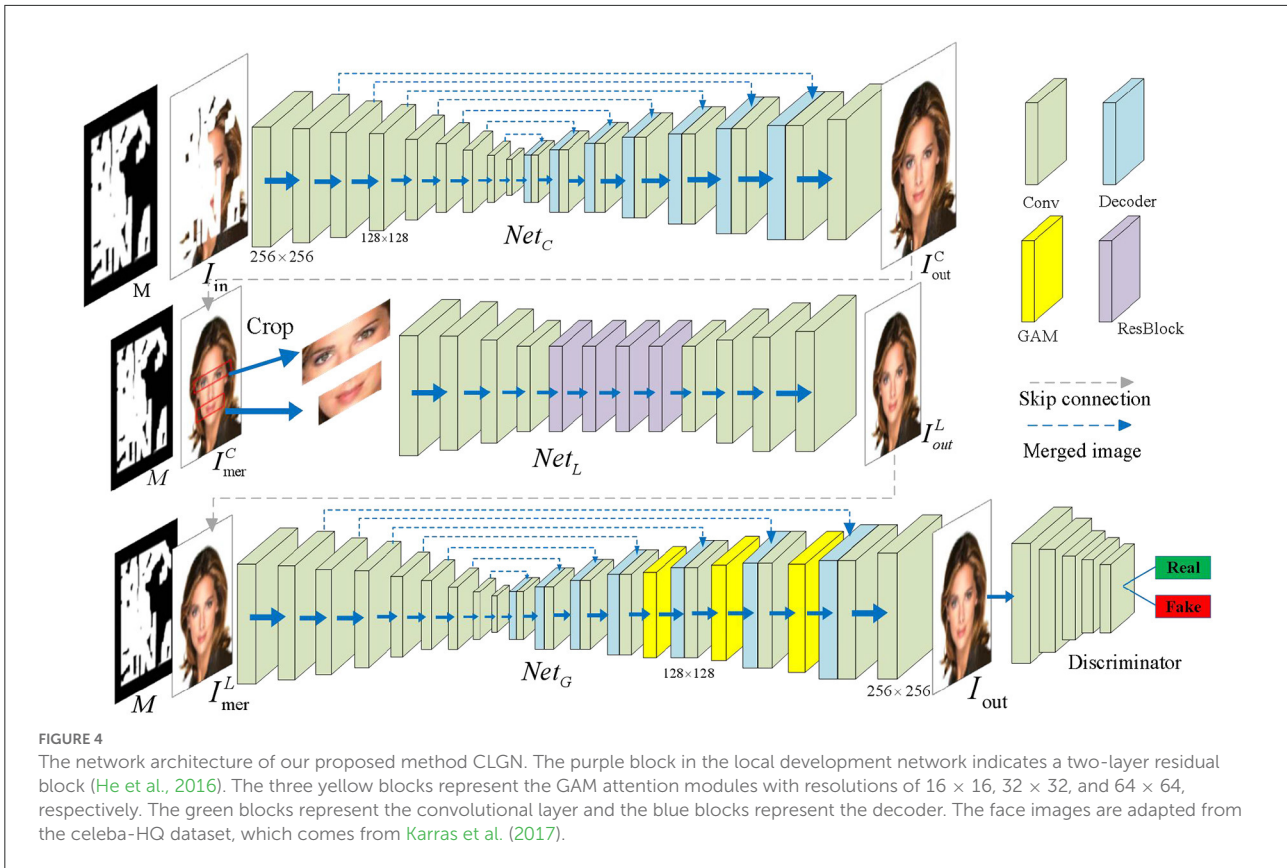 M
I_in
256×256
128×128
Net_C
I^C_out
Conv
Decoder
GAM
ResBlock
Skip connection
Merged image
M
I^C_mer
Crop
Net_L
I^L_out
M
I^L_mer
Net_G
128×128
256×256
I_out
Real
Fake
Discriminator
FIGURE 4
The network architecture of our proposed method CLGN. The purple block in the local development network indicates a two-layer residual
block (He et al., 2016). The three yellow blocks represent the GAM attention modules with resolutions of 16 × 16, 32 × 32, and 64 × 64,
respectively. The green blocks represent the convolutional layer and the blue blocks represent the decoder. The face images are adapted from
the celeba-HQ dataset, which comes from Karras et al. (2017).